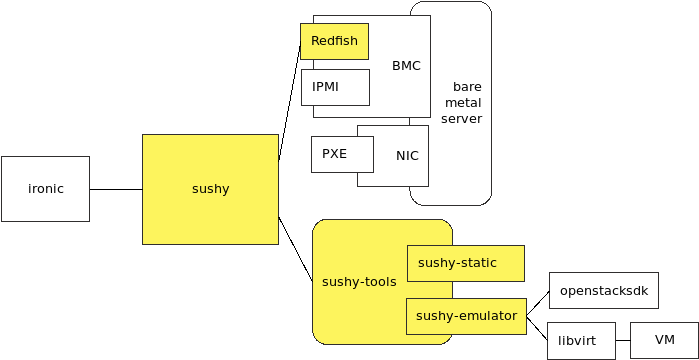 Redfish
BMC
IPMI
bare
metal
server
PXE
NIC
ironic
sushy
sushy-static
sushy-tools
openstacksdk
sushy-emulator
libvirt
VM